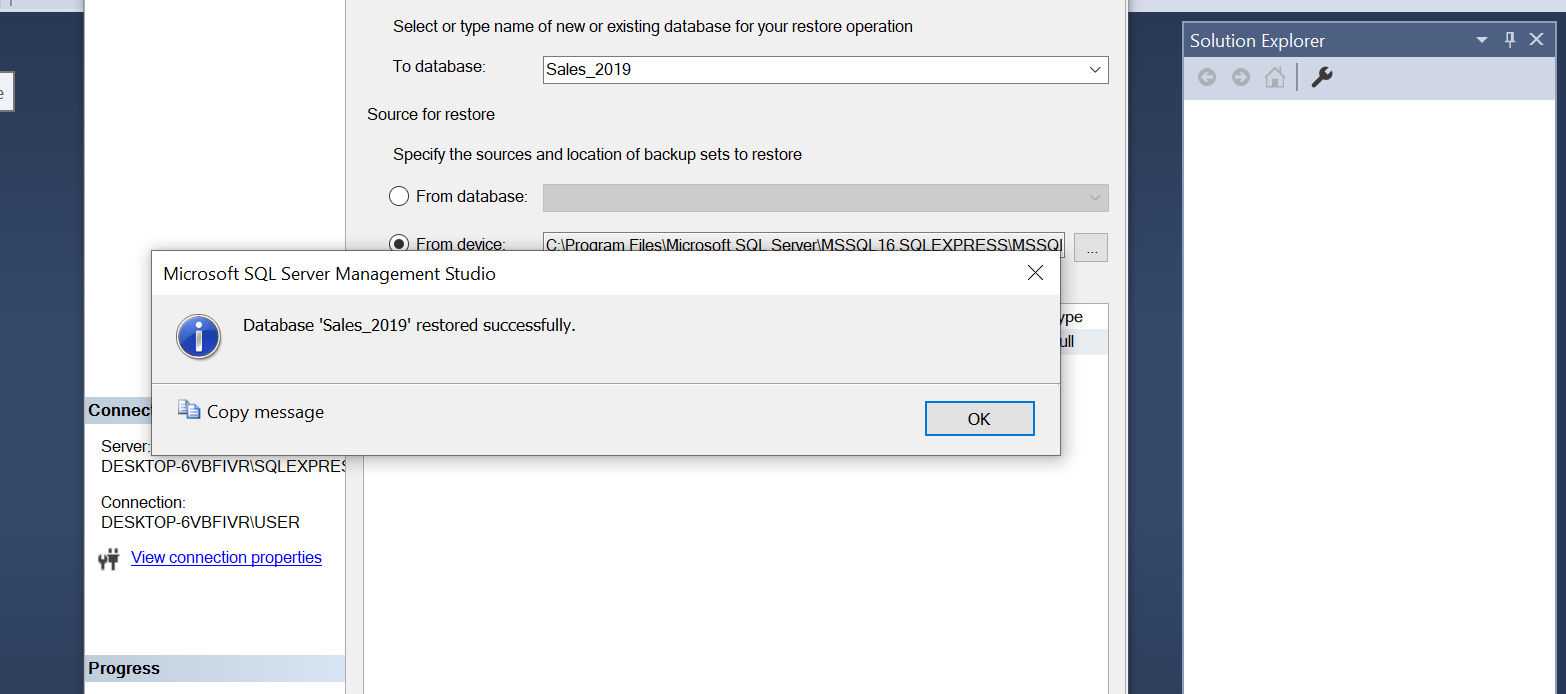 Select or type name of new or existing database for your restore operation
To database: Sales_2019
Source for restore
Specify the sources and location of backup sets to restore
From database:
From device: C:\Program Files\Microsoft SQL Server\MSSQL16.SQLEXPRESS\MSSQL
...
Microsoft SQL Server Management Studio
Database 'Sales_2019' restored successfully.
Copy message
OK
ype
ull
Connect
Server:
DESKTOP-6VBFIVR\SQLEXPRES
Connection:
DESKTOP-6VBFIVR\USER
View connection properties
Progress
Solution Explorer